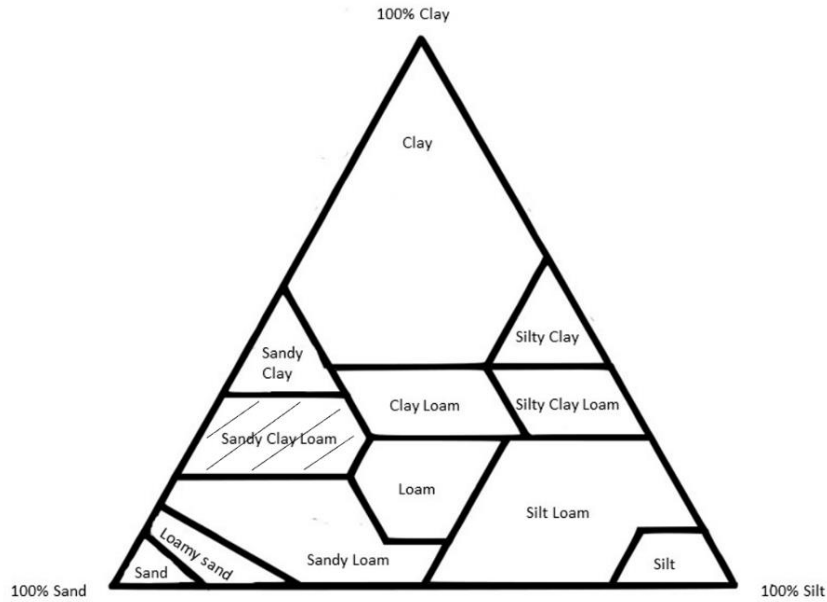 100% Clay
Clay
Silty Clay
Sandy
Clay
Clay Loam
Silty Clay Loam
Sandy Clay Loam
Loam
Silt Loam
Loamy sand
Sandy Loam
Silt
Sand
100% Sand
100% Silt